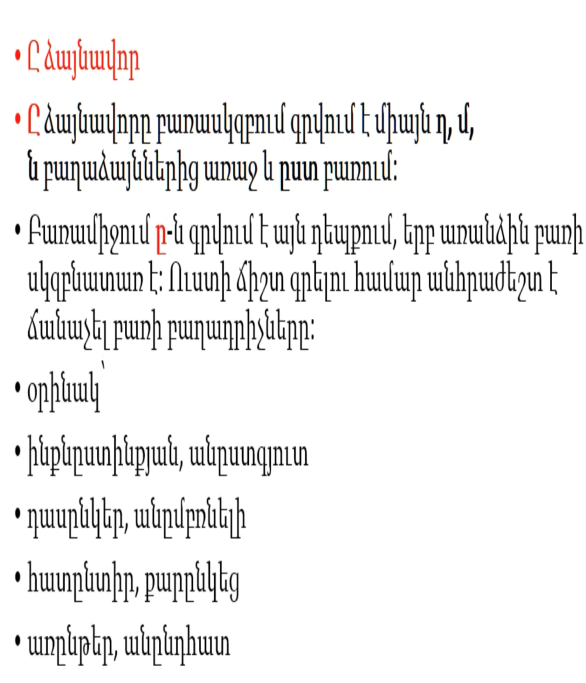 • Ը ձայնավոր
• Ը ձայնավորը բառասկզբում գրվում է միայն ղ, մ,
ն բաղաձայններից առաջ և ըստ բառում:
• Բառամիջում ը-ն գրվում է այն դեպքում, երբ առանձին բառի
սկզբնատառ է: Ուստի ճիշտ գրելու համար անհրաժեշտ է
ճանաչել բառի բաղադրիչները:
• օրինակ՝
• ինքնըստինքյան, անըստգյուտ
• դասընկեր, անըմբռնելի
• հատընտիր, քարընկեց
• առընթեր, անընդհատ